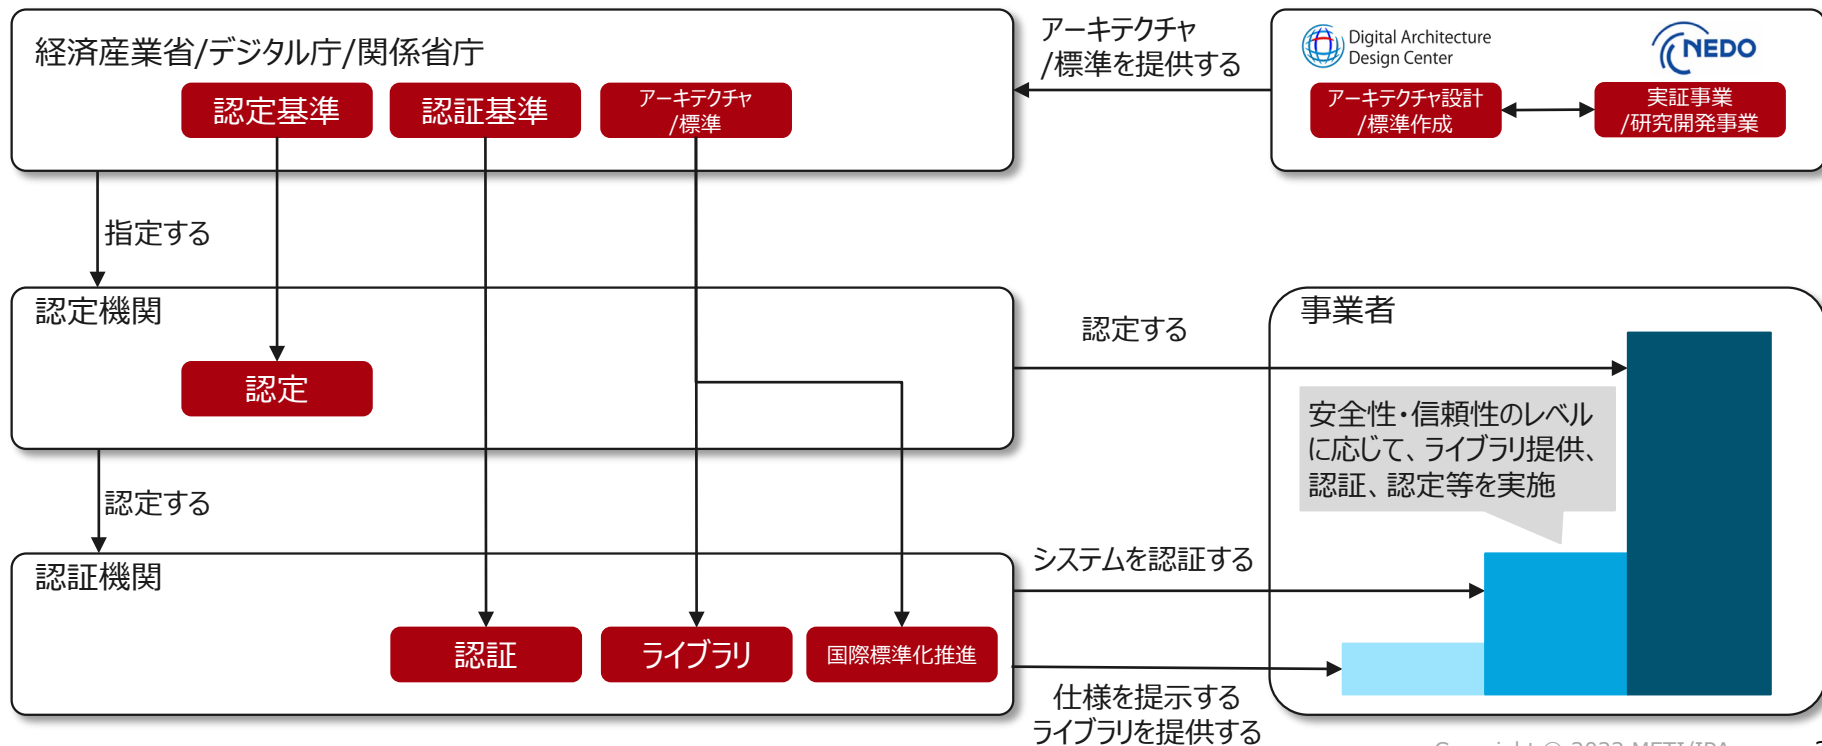 経済産業省/デジタル庁/関係省庁
認定基準
認証基準
アーキテクチャ
/標準
アーキテクチャ
/標準を提供する
Digital Architecture
Design Center
NEDO
アーキテクチャ設計
/標準作成
実証事業
/研究開発事業
指定する
認定機関
認定
認定する
事業者
安全性・信頼性のレベル
に応じて、ライブラリ提供、
認証、認定等を実施
認定する
認証機関
認証
ライブラリ
国際標準化推進
システムを認証する
仕様を提示する
ライブラリを提供する